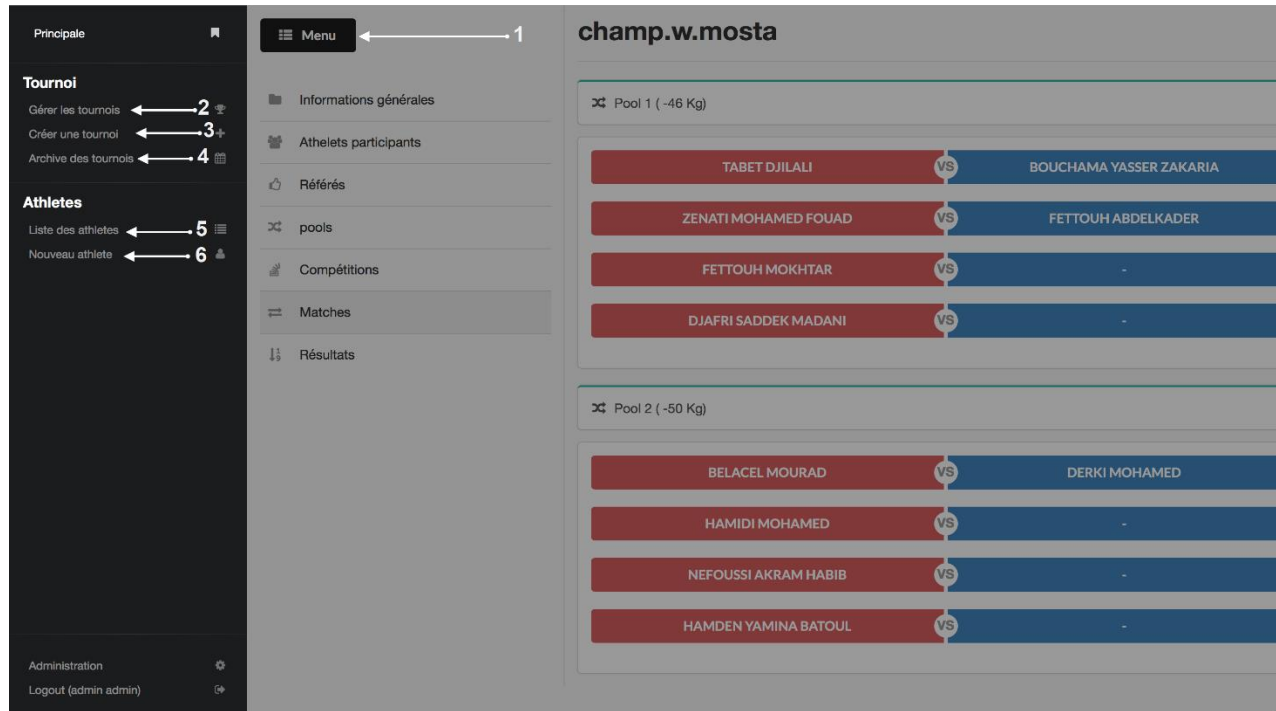 Principale
Tournoi
Gérer les tournois 2
Créer une tournoi 3
Archive des tournois 4
Athletes
Liste des athletes 5
Nouveau athlete 6
Administration
Logout (admin admin)
Menu 1
Informations générales
Athelets participants
Référés
pools
Compétitions
Matches
Résultats
champ.w.mosta
Pool 1 ( -46 Kg)
TABET DJILALI VS BOUCHAMA YASSER ZAKARIA
ZENATI MOHAMED FOUAD VS FETTOUH ABDELKADER
FETTOUH MOKHTAR VS -
DJAFRI SADDEK MADANI VS -
Pool 2 ( -50 Kg)
BELACEL MOURAD VS DERKI MOHAMED
HAMIDI MOHAMED VS -
NEFOUSSI AKRAM HABIB VS -
HAMDEN YAMINA BATOUL VS -